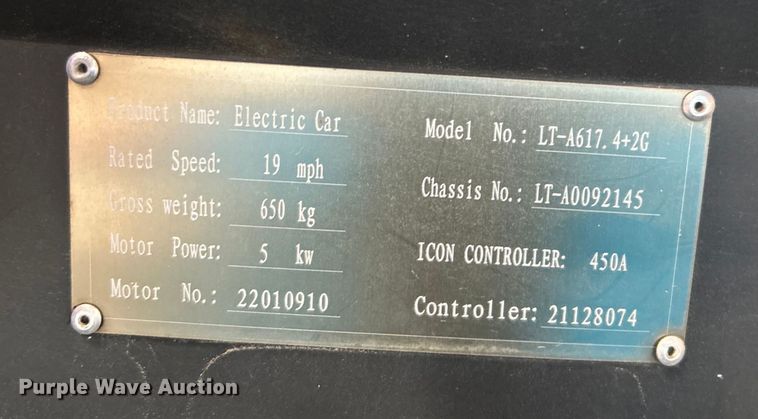 Product Name: Electric Car
Rated Speed: 19 mph
Gross weight: 650 kg
Motor Power: 5 kw
Motor No.: 22010910
Model No.: LT-A617.4+2G
Chassis No.: LT-A0092145
ICON CONTROLLER: 450A
Controller: 21128074
Purple Wave Auction